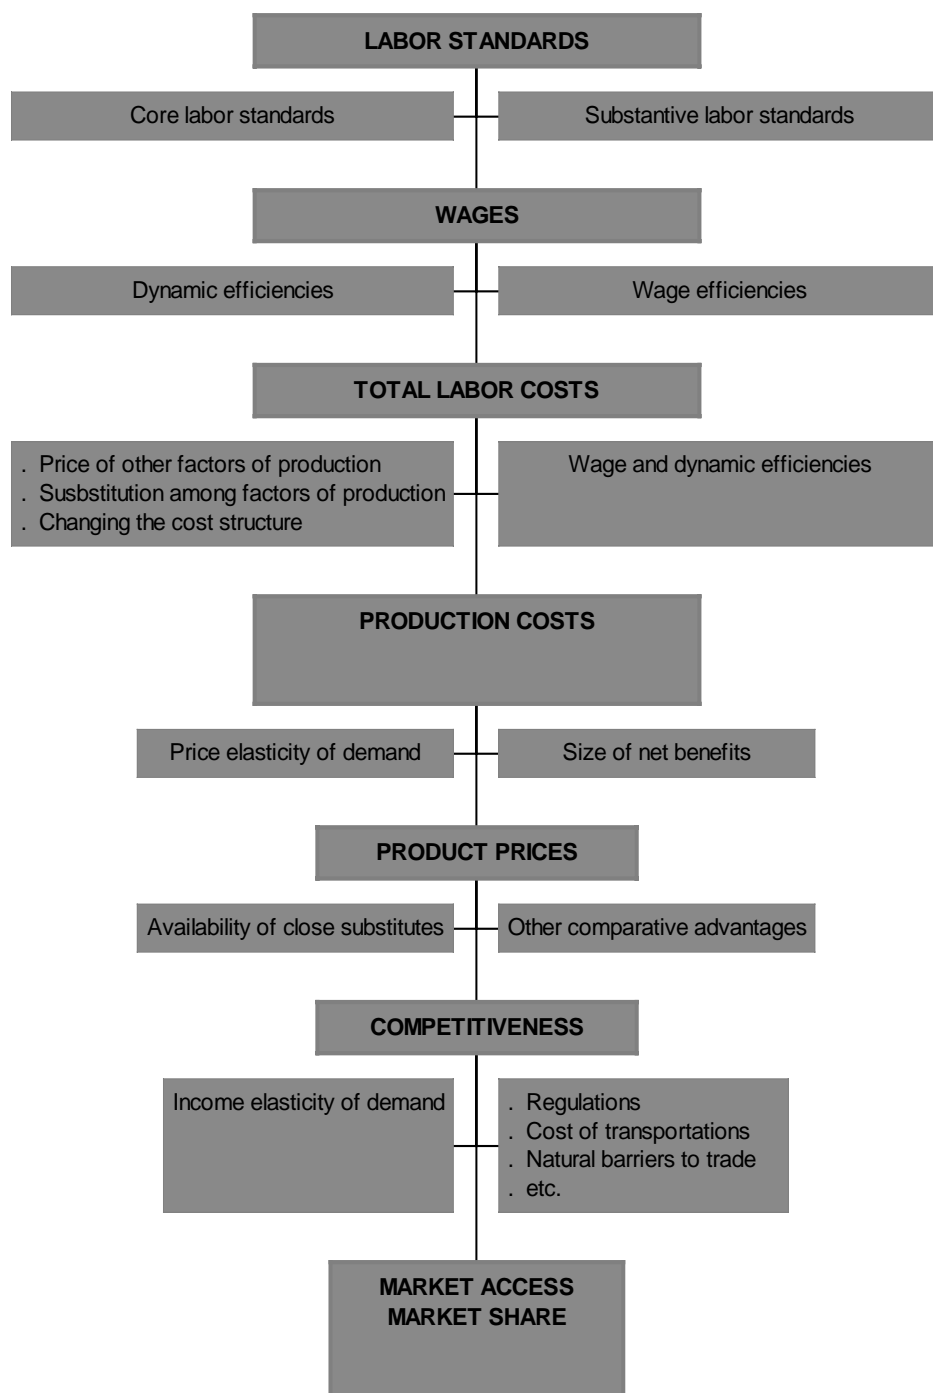 LABOR STANDARDS
Core labor standards
Substantive labor standards
WAGES
Dynamic efficiencies
Wage efficiencies
TOTAL LABOR COSTS
. Price of other factors of production
. Susbstitution among factors of production
. Changing the cost structure
Wage and dynamic efficiencies
PRODUCTION COSTS
Price elasticity of demand
Size of net benefits
PRODUCT PRICES
Availability of close substitutes
Other comparative advantages
COMPETITIVENESS
Income elasticity of demand
. Regulations
. Cost of transportations
. Natural barriers to trade
. etc.
MARKET ACCESS
MARKET SHARE